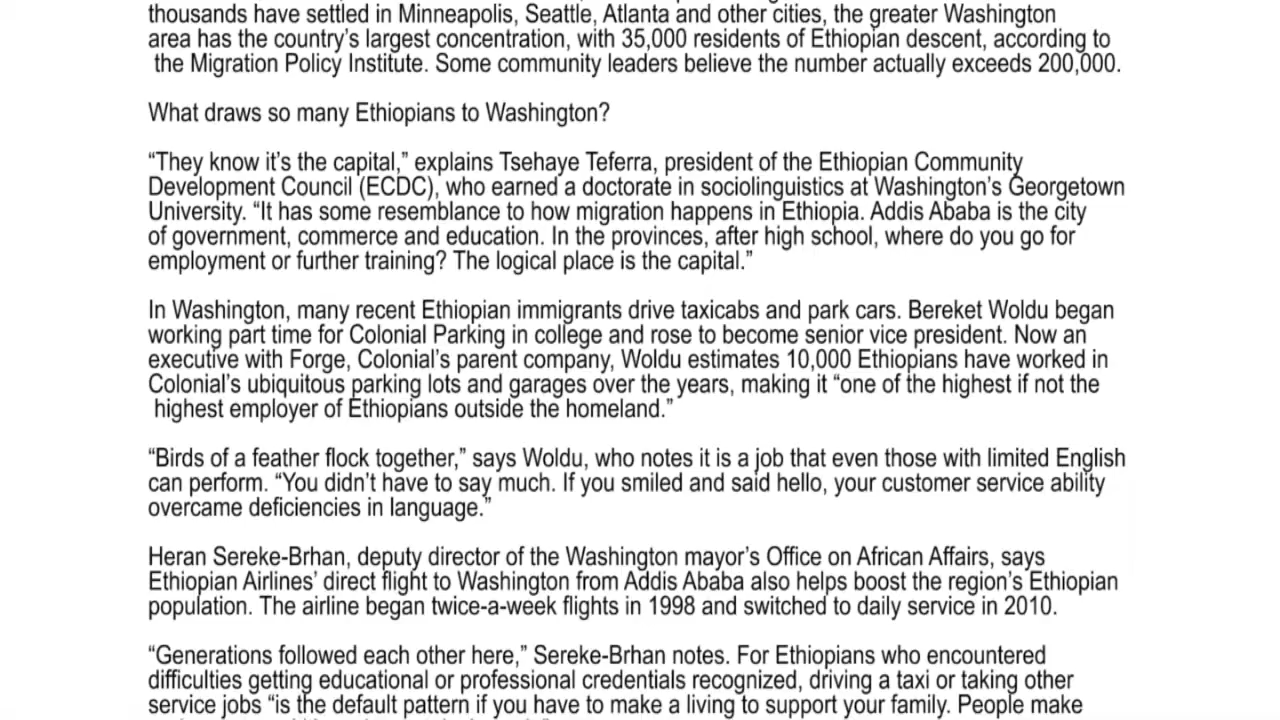 thousands have settled in Minneapolis, Seattle, Atlanta and other cities, the greater Washington
area has the country's largest concentration, with 35,000 residents of Ethiopian descent, according to
the Migration Policy Institute. Some community leaders believe the number actually exceeds 200,000.
What draws so many Ethiopians to Washington?
“They know it's the capital,” explains Tsehaye Teferra, president of the Ethiopian Community
Development Council (ECDC), who earned a doctorate in sociolinguistics at Washington's Georgetown
University. “It has some resemblance to how migration happens in Ethiopia. Addis Ababa is the city
of government, commerce and education. In the provinces, after high school, where do you go for
employment or further training? The logical place is the capital.”
In Washington, many recent Ethiopian immigrants drive taxicabs and park cars. Bereket Woldu began
working part time for Colonial Parking in college and rose to become senior vice president. Now an
executive with Forge, Colonial's parent company, Woldu estimates 10,000 Ethiopians have worked in
Colonial's ubiquitous parking lots and garages over the years, making it “one of the highest if not the
highest employer of Ethiopians outside the homeland.”
“Birds of a feather flock together,” says Woldu, who notes it is a job that even those with limited English
can perform. “You didn't have to say much. If you smiled and said hello, your customer service ability
overcame deficiencies in language.”
Heran Sereke-Brhan, deputy director of the Washington mayor's Office on African Affairs, says
Ethiopian Airlines' direct flight to Washington from Addis Ababa also helps boost the region's Ethiopian
population. The airline began twice-a-week flights in 1998 and switched to daily service in 2010.
“Generations followed each other here,” Sereke-Brhan notes. For Ethiopians who encountered
difficulties getting educational or professional credentials recognized, driving a taxi or taking other
service jobs “is the default pattern if you have to make a living to support your family. People make